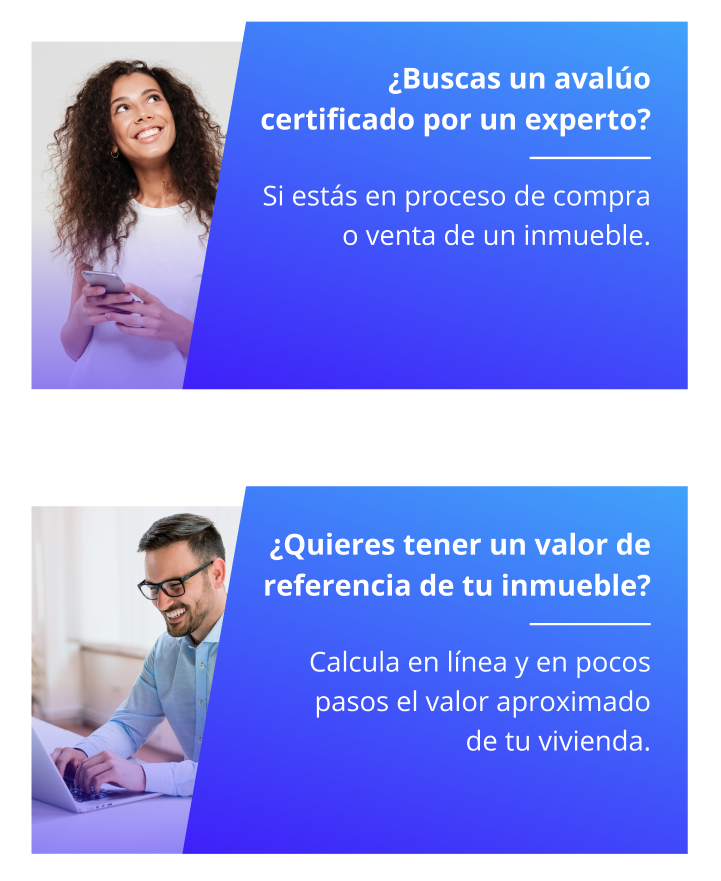 ¿Buscas un avalúo
certificado por un experto?
Si estás en proceso de compra
o venta de un inmueble.
¿Quieres tener un valor de
referencia de tu inmueble?
Calcula en línea y en pocos
pasos el valor aproximado
de tu vivienda.